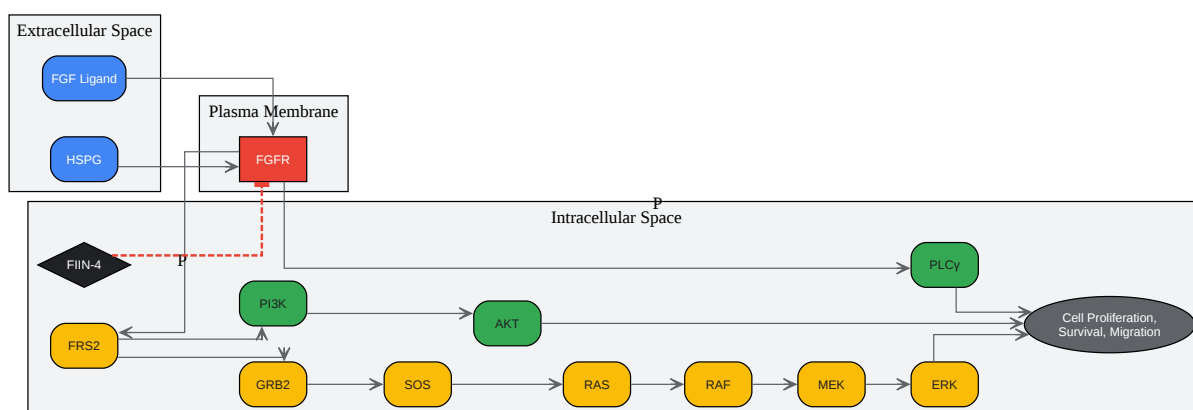 Extracellular Space
FGF Ligand
Plasma Membrane
HSPG
FGFR
P
Intracellular Space
FIIN-4
P
PLCγ
PI3K
AKT
Cell Proliferation,
Survival, Migration
FRS2
GRB2
SOS
RAS
RAF
MEK
ERK